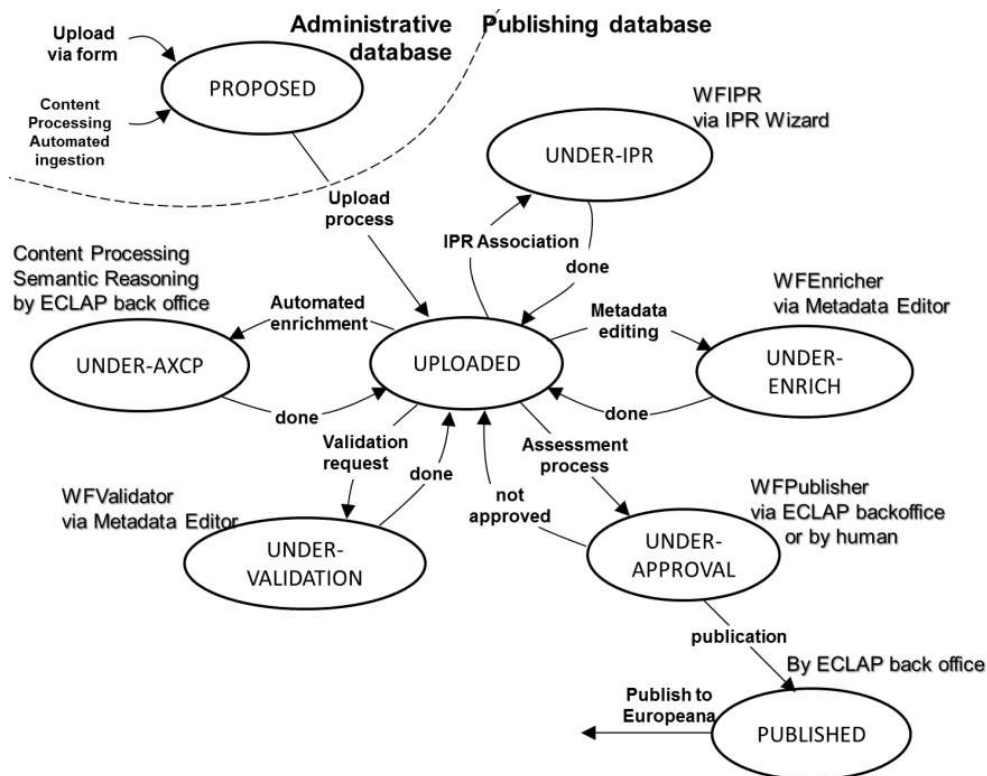 Administrative
database
Publishing database
Upload
via form
PROPOSED
Content
Processing
Automated
ingestion
WFIPR
via IPR Wizard
UNDER-IPR
Upload
process
IPR Association
done
Content Processing
Semantic Reasoning
by ECLAP back office
Automated
enrichment
Metadata
editing
WFEnricher
via Metadata Editor
UNDER-AXCP
UPLOADED
UNDER-
ENRICH
done
done
Validation
request
done
Assessment
process
not
approved
WFValidator
via Metadata Editor
WFPublisher
via ECLAP backoffice
or by human
UNDER-
VALIDATION
UNDER-
APPROVAL
publication
By ECLAP back office
Publish to
Europeana
PUBLISHED